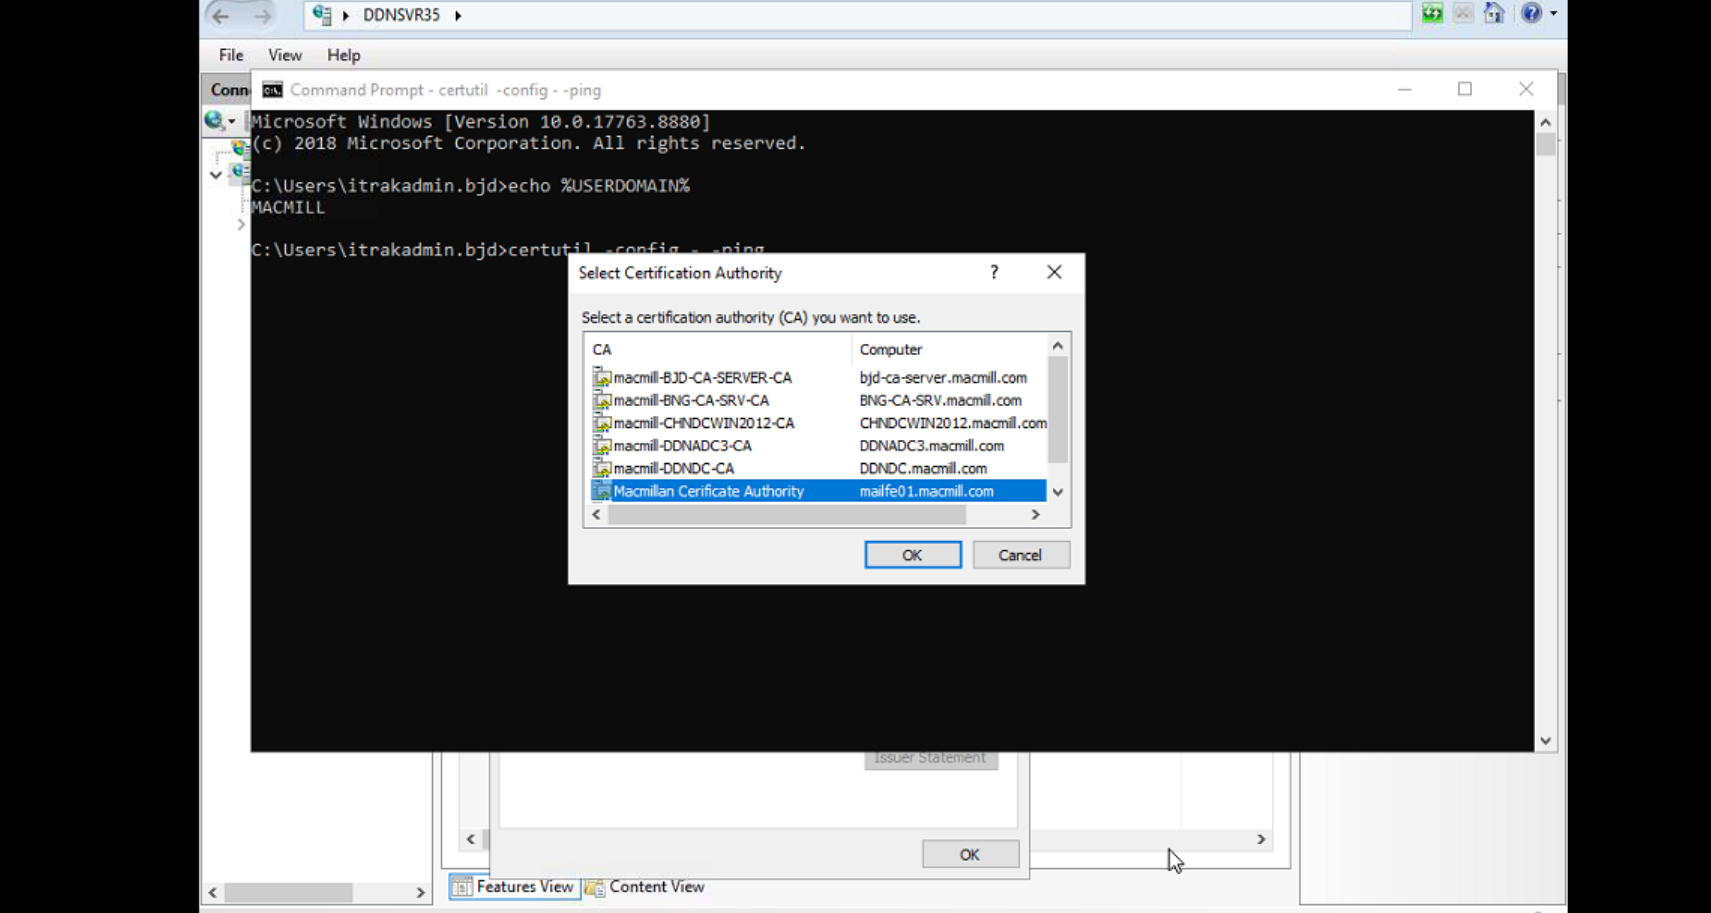 DDNSVR35
File View Help
Conn
Command Prompt - certutil -config - -ping
Microsoft Windows [Version 10.0.17763.8880]
(c) 2018 Microsoft Corporation. All rights reserved.
C:\Users\itrakadmin.bjd>echo %USERDOMAIN%
MACMILL
C:\Users\itrakadmin.bjd>certutil -config - -ping
Select Certification Authority
Select a certification authority (CA) you want to use.
CA Computer
macmill-BJD-CA-SERVER-CA bjd-ca-server.macmill.com
macmill-BNG-CA-SRV-CA BNG-CA-SRV.macmill.com
macmill-CHNDCWIN2012-CA CHNDCWIN2012.macmill.com
macmill-DDNADC3-CA DDNADC3.macmill.com
macmill-DDNDC-CA DDNDC.macmill.com
Macmillan Cerificate Authority mailfe01.macmill.com
OK Cancel
Issuer Statement
OK
Features View Content View